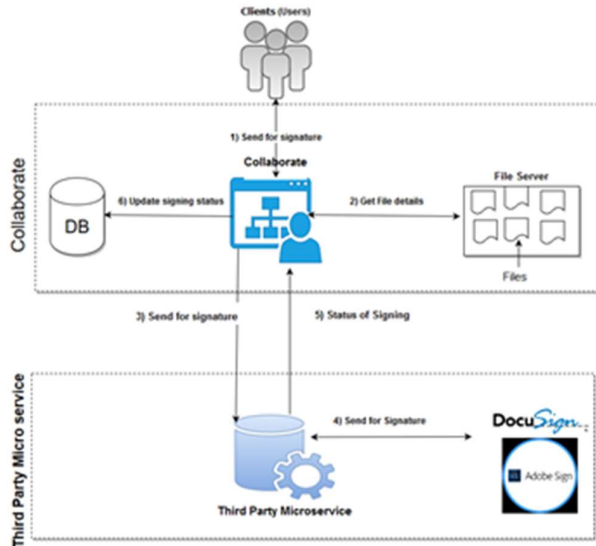 Clients (Users)
1) Send for signature
Collaborate
File Server
6) Update signing status
2) Get File details
DB
Files
Collaborate
3) Send for signature
5) Status of Signing
DocuSign
4) Send for Signature
Adobe Sign
Third Party Microservice
Third Party Micro service